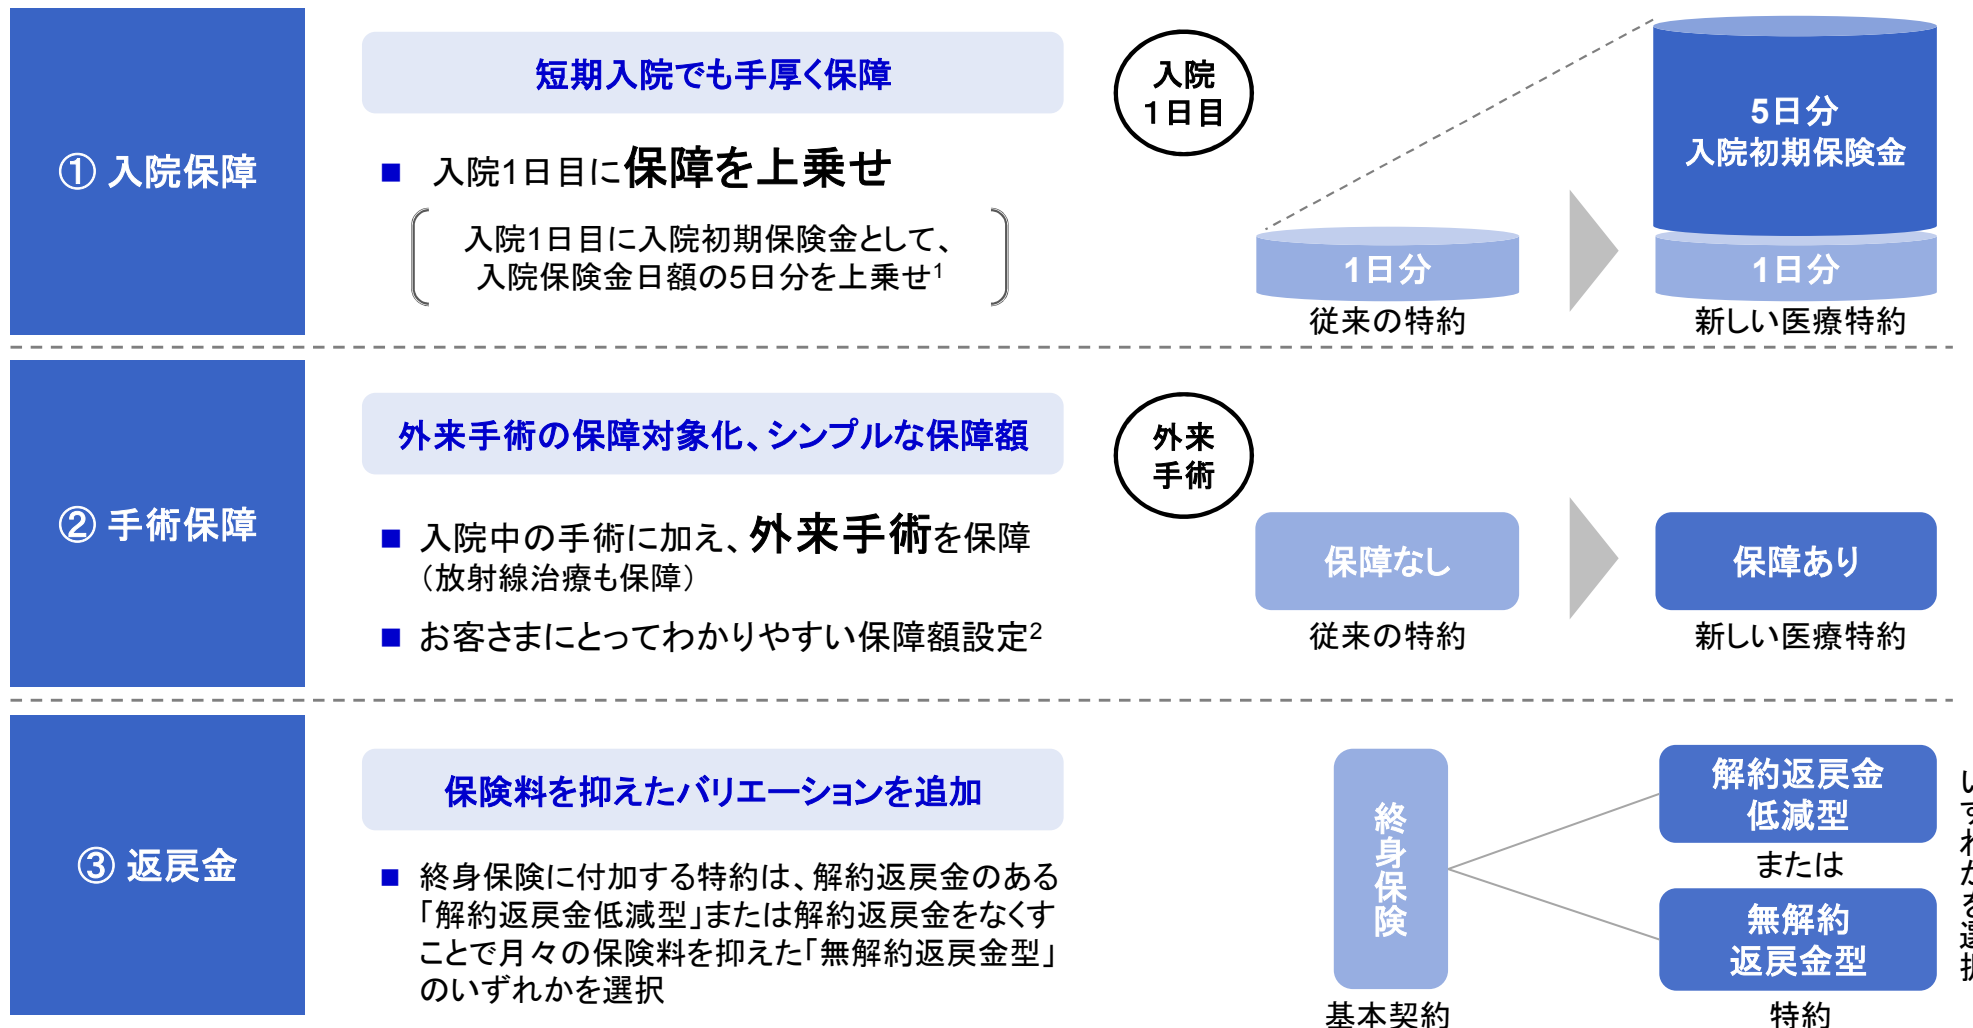 ① 入院保障
短期入院でも手厚く保障
■ 入院1日目に保障を上乗せ
入院1日目に入院初期保険金として、
入院保険金日額の5日分を上乗せ1
入院
1日目
1日分
従来の特約
5日分
入院初期保険金
1日分
新しい医療特約
② 手術保障
外来手術の保障対象化、シンプルな保障額
■ 入院中の手術に加え、外来手術を保障
（放射線治療も保障）
■ お客さまにとってわかりやすい保障額設定2
外来
手術
保障なし
従来の特約
保障あり
新しい医療特約
③ 返戻金
保険料を抑えたバリエーションを追加
■ 終身保険に付加する特約は、解約返戻金のある
「解約返戻金低減型」または解約返戻金をなくす
ことで月々の保険料を抑えた「無解約返戻金型」
のいずれかを選択
終身保険
基本契約
解約返戻金
低減型
または
無解約
返戻金型
特約
いずれかを選択